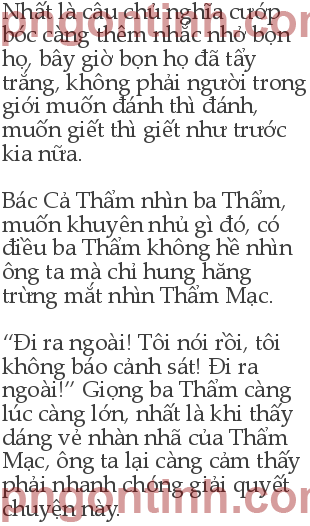 Nhất là câu chủ nghĩa cướp
bóc càng thêm nhắc nhở bọn
họ, bây giờ bọn họ đã tẩy
trắng, không phải người trong
giới muốn đánh thì đánh,
muốn giết thì giết như trước
kia nữa.
Bác Cả Thẩm nhìn ba Thẩm,
muốn khuyên nhủ gì đó, có
điều ba Thẩm không hề nhìn
ông ta mà chỉ hung hăng
trừng mắt nhìn Thẩm Mạc.
“Đi ra ngoài! Tôi nói rồi, tôi
không báo cảnh sát! Đi ra
ngoài!” Giọng ba Thẩm càng
lúc càng lớn, nhất là khi thấy
dáng vẻ nhàn nhã của Thẩm
Mạc, ông ta lại càng cảm thấy
phải nhanh chóng giải quyết
chuyện này.
pmgontinh.com
pmgontinh.com